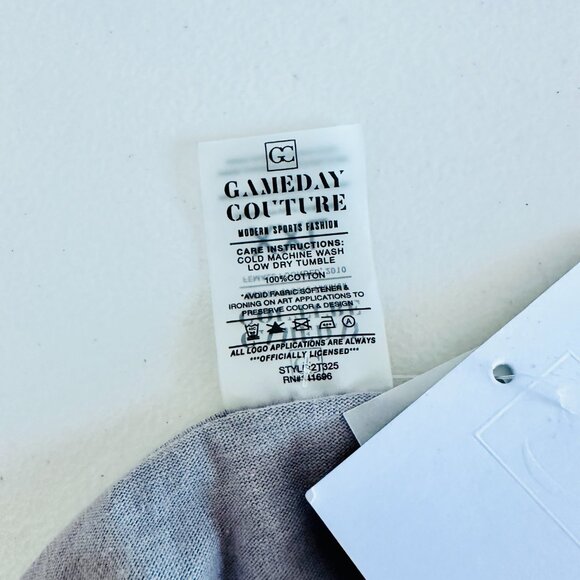 GC
GAMEDAY
COUTURE
MODERN SPORTS FASHION
CARE INSTRUCTIONS:
COLD MACHINE WASH
LOW DRY TUMBLE
100%COTTON
*AVOID FABRIC SOFTENER &
IRONING ON ART APPLICATIONS TO
PRESERVE COLOR & DESIGN*
A
ALL LOGO APPLICATIONS ARE ALWAYS
***OFFICIALLY LICENSED***